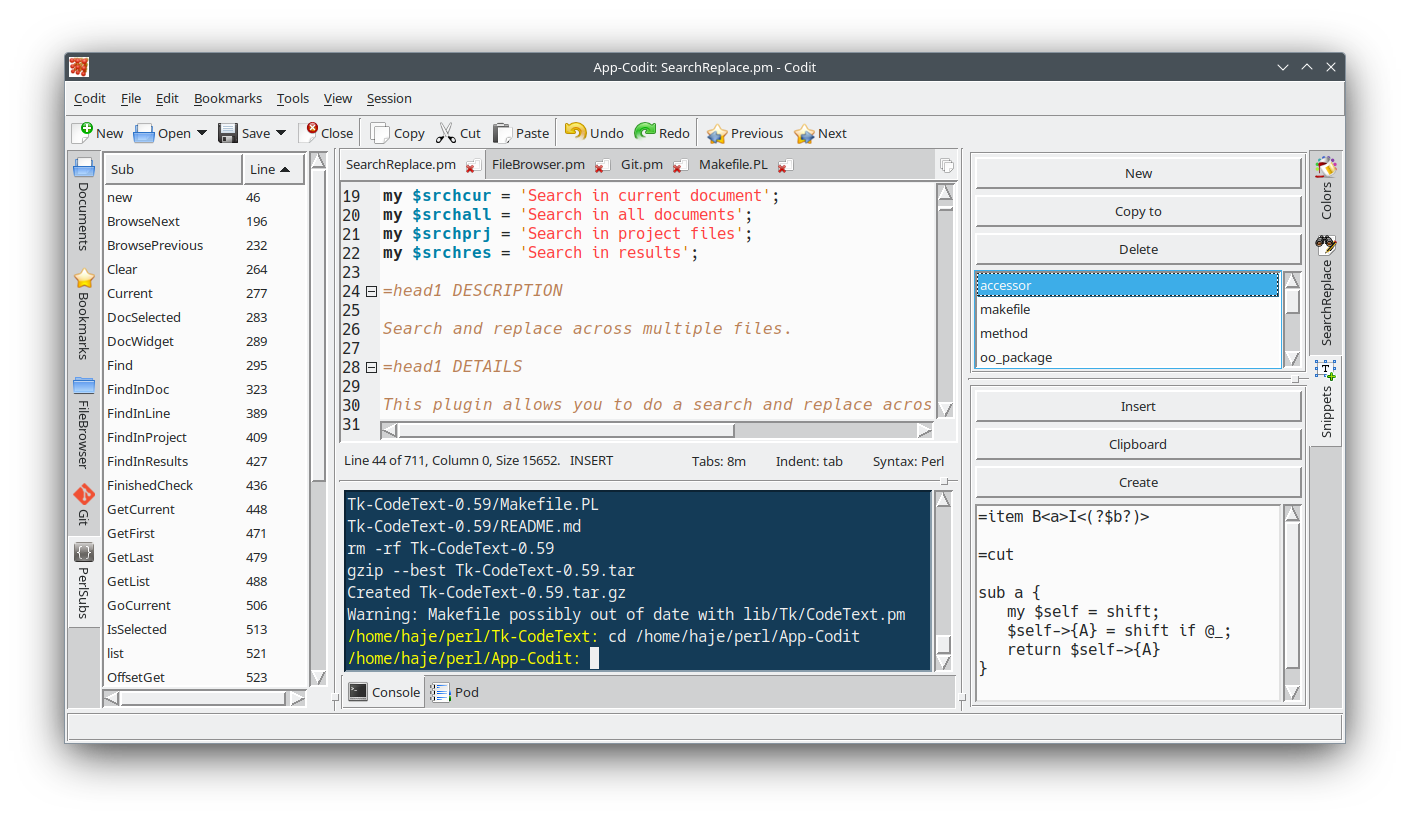 App-Codit: SearchReplace.pm - Codit
Codit File Edit Bookmarks Tools View Session
New Open Save Close Copy Cut Paste Undo Redo Previous Next
Documents
Bookmarks
FileBrowser
Git
PerlSubs
Sub Line
new 46
BrowseNext 196
BrowsePrevious 232
Clear 264
Current 277
DocSelected 283
DocWidget 289
Find 295
FindInDoc 323
FindInLine 389
FindInProject 409
FindInResults 427
FinishedCheck 436
GetCurrent 448
GetFirst 471
GetLast 479
GetList 488
GoCurrent 506
IsSelected 513
list 521
OffsetGet 523
SearchReplace.pm FileBrowser.pm Git.pm Makefile.PL
19 my $srchcur = 'Search in current document';
20 my $srchall = 'Search in all documents';
21 my $srchprj = 'Search in project files';
22 my $srchres = 'Search in results';
23
24 =head1 DESCRIPTION
25
26 Search and replace across multiple files.
27
28 =head1 DETAILS
29
30 This plugin allows you to do a search and replace acros
31
Line 44 of 711, Column 0, Size 15652. INSERT Tabs: 8m Indent: tab Syntax: Perl
Tk-CodeText-0.59/Makefile.PL
Tk-CodeText-0.59/README.md
rm -rf Tk-CodeText-0.59
gzip --best Tk-CodeText-0.59.tar
Created Tk-CodeText-0.59.tar.gz
Warning: Makefile possibly out of date with lib/Tk/CodeText.pm
/home/haje/perl/Tk-CodeText: cd /home/haje/perl/App-Codit
/home/haje/perl/App-Codit:
Console Pod
New
Copy to
Delete
accessor
makefile
method
oo_package
Insert
Clipboard
Create
=item B<a>I<(?$b?)>
=cut
sub a {
my $self = shift;
$self->{A} = shift if @_;
return $self->{A}
}
Colors
SearchReplace
T
Snippets